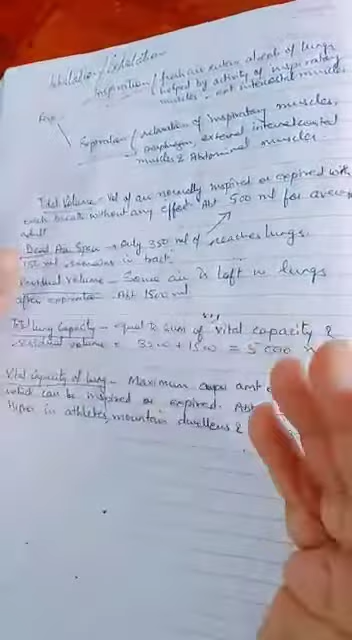 Inhalation/Exhalation
Inspiration / fresh air enters alveoli of lungs
helped by activity of inspiratory
muscles - ext intercostal muscles
Expiration / relaxation of Inspiratory muscles,
diaphragm, external intercostal
muscles & Abdominal muscles
Tidal Volume - Vol of air normally inspired or expired with
each breath without any effort. Abt 500 ml for average
adult
Dead Air Space → Only 350 ml of reaches lungs.
150 ml remains in tract.
Residual Volume - Some air is left in lungs
after expiration. Abt 1500 ml
Total Lung Capacity - equal to sum of vital capacity &
residual volume = 3500 + 1500 = 5000
Vital Capacity of lung - Maximum amt
which can be inspired or expired. Abt
Higher in athletes, mountain dwellers &